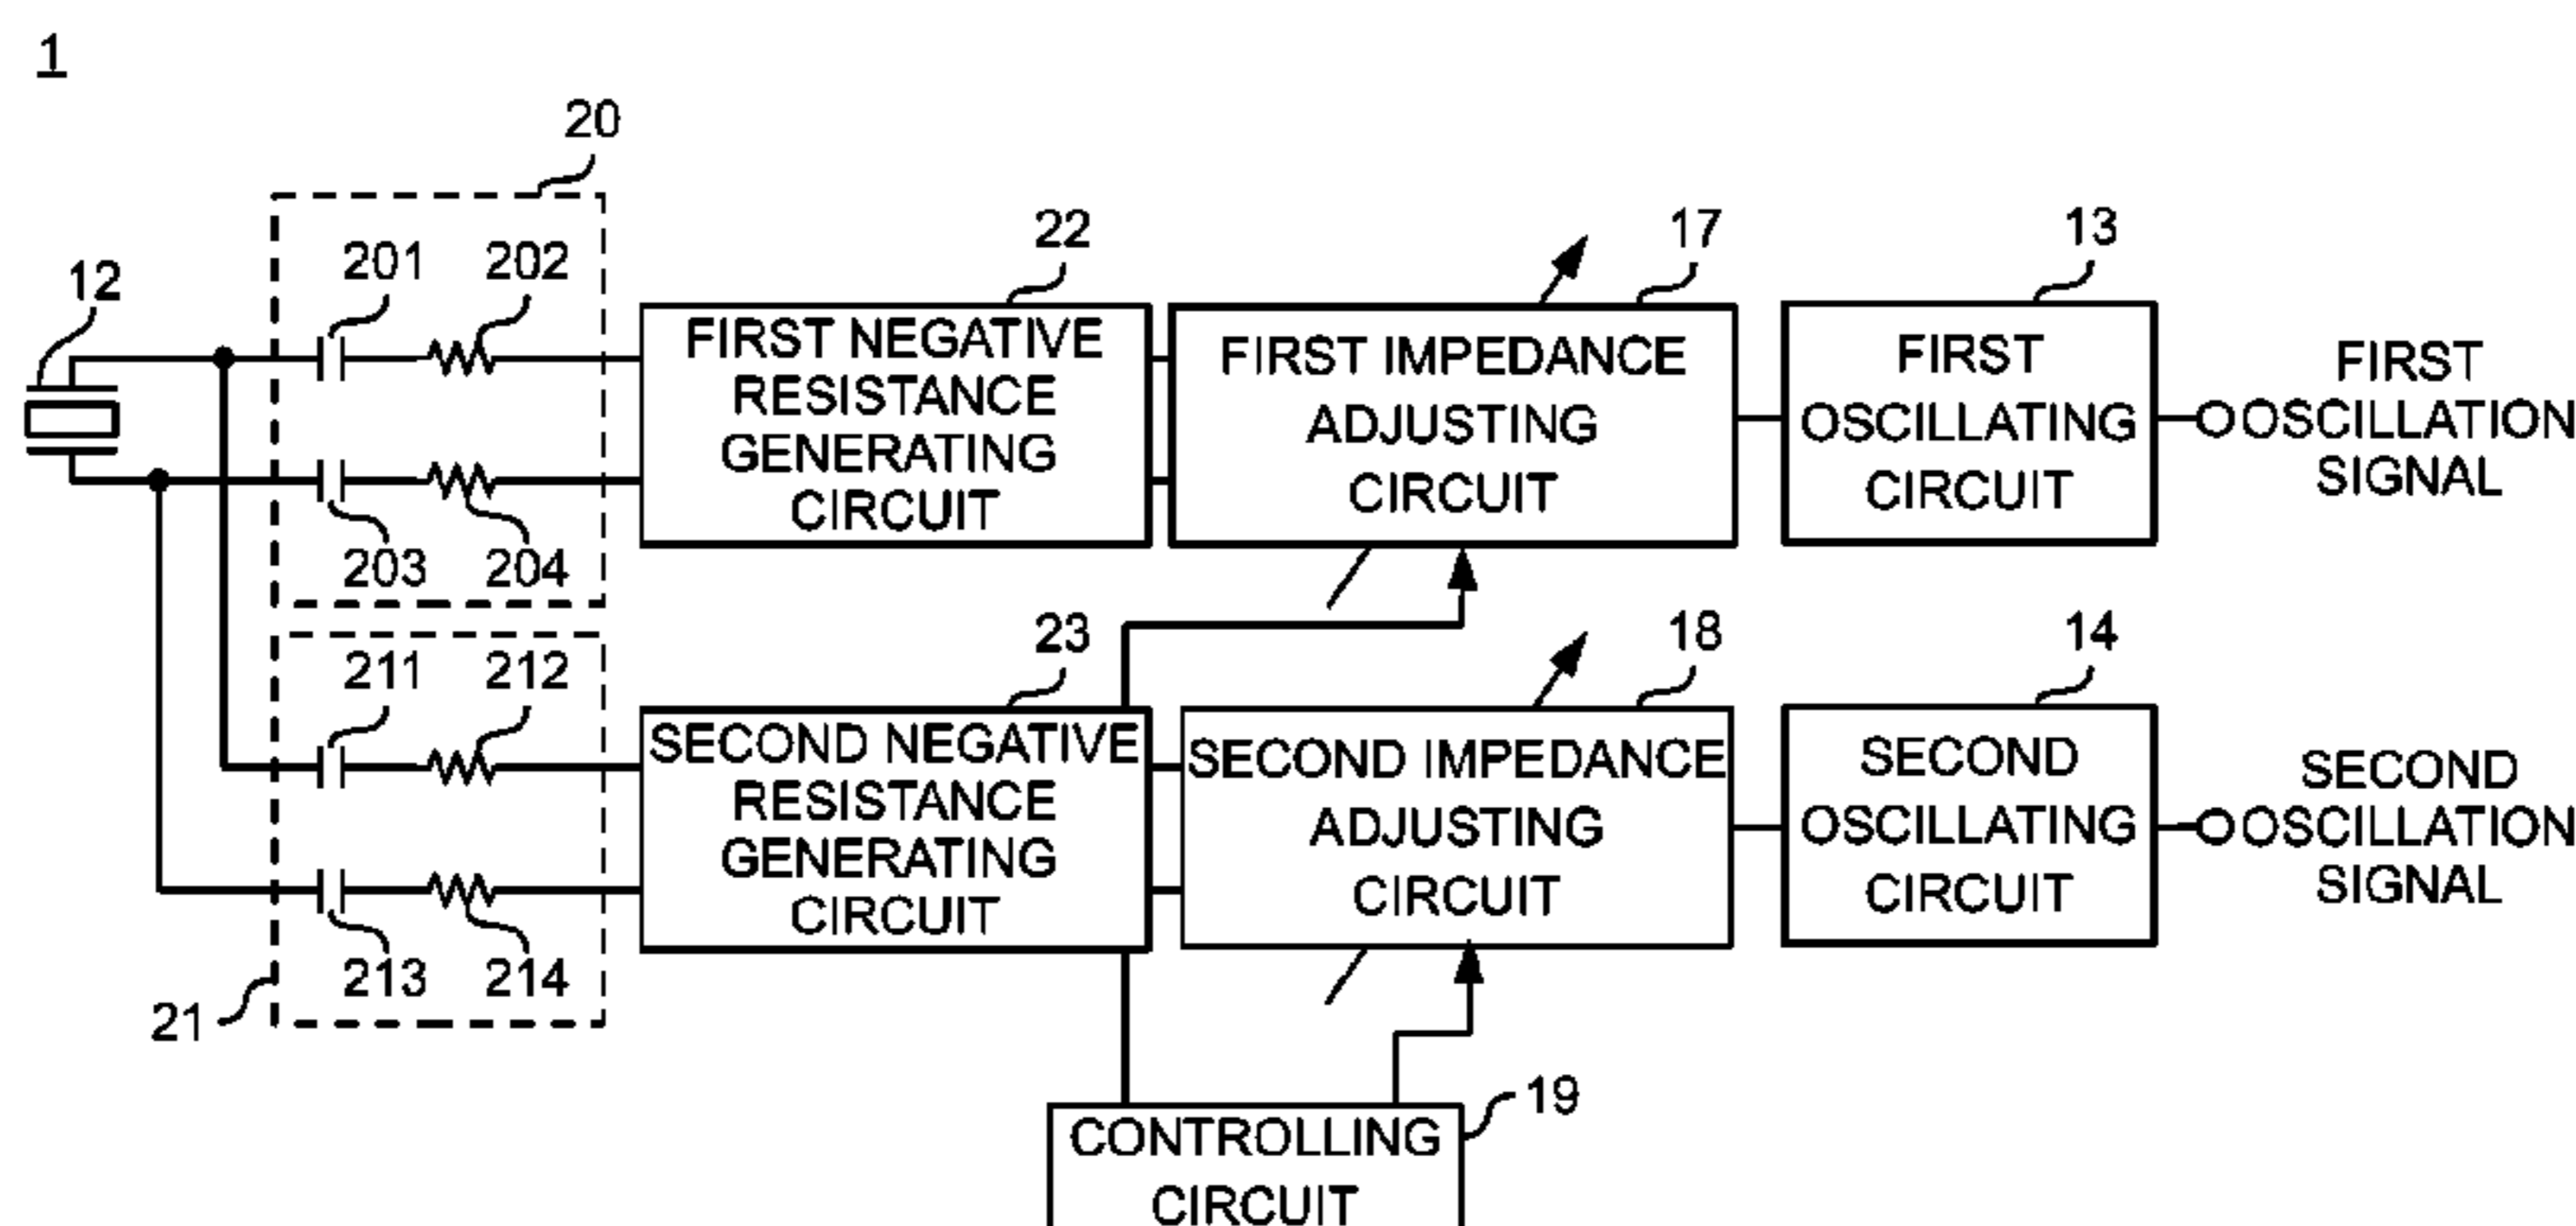 1
20
201
202
22
17
13
12
FIRST NEGATIVE
RESISTANCE
GENERATING
CIRCUIT
FIRST IMPEDANCE
ADJUSTING
CIRCUIT
FIRST
OSCILLATING
CIRCUIT
FIRST
OSCILLATION
SIGNAL
203
204
23
18
14
211
212
SECOND NEGATIVE
RESISTANCE
GENERATING
CIRCUIT
SECOND IMPEDANCE
ADJUSTING
CIRCUIT
SECOND
OSCILLATING
CIRCUIT
SECOND
OSCILLATION
SIGNAL
213
214
21
19
CONTROLLING
CIRCUIT